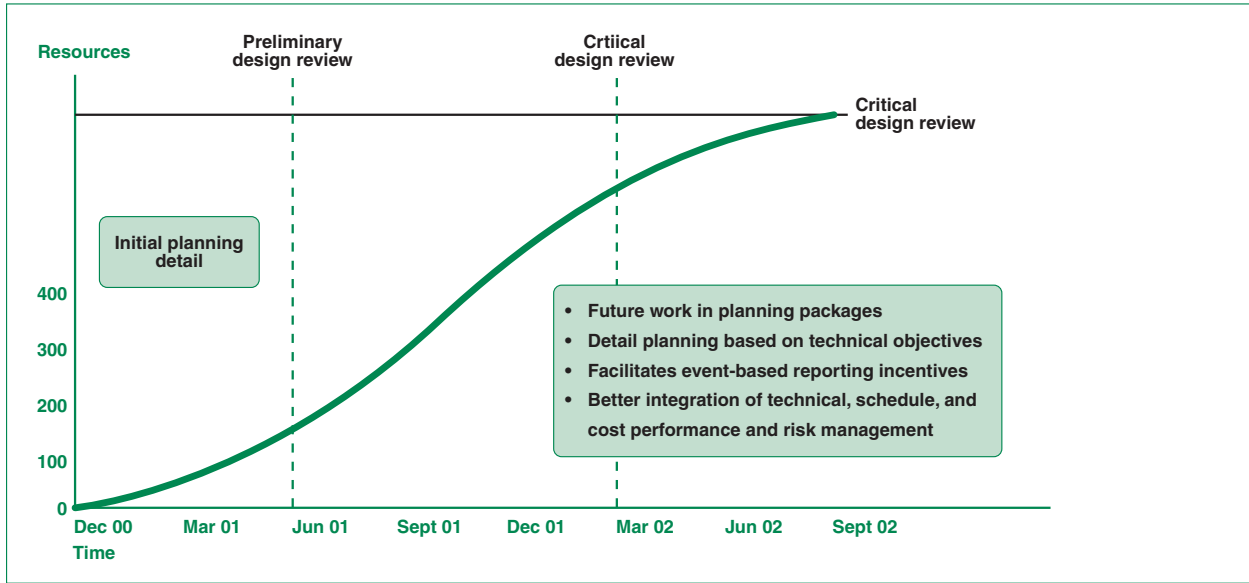 Resources
Preliminary
design review
Crtiical
design review
Critical
design review
Initial planning
detail
400
300
200
100
0
• Future work in planning packages
• Detail planning based on technical objectives
• Facilitates event-based reporting incentives
• Better integration of technical, schedule, and
cost performance and risk management
Dec 00
Mar 01
Jun 01
Sept 01
Dec 01
Mar 02
Jun 02
Sept 02
Time